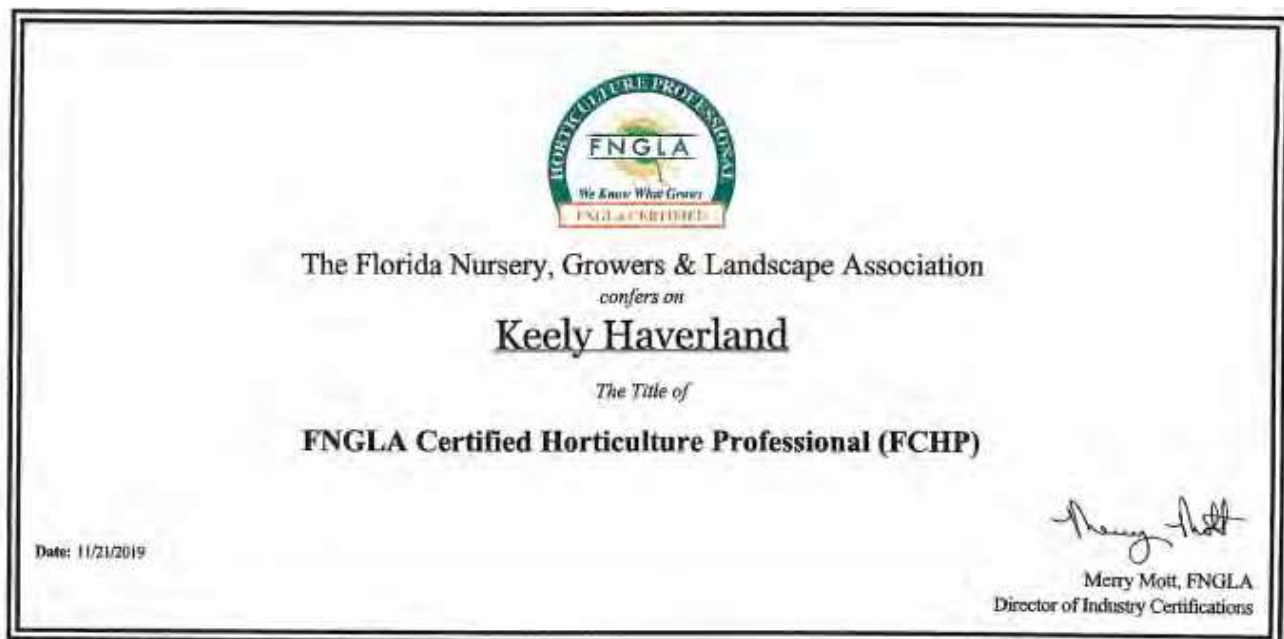 HORTICULTURE PROFESSIONAL
FNGLA
We Know What Grows
FNGLA CERTIFIED
The Florida Nursery, Growers & Landscape Association
confers on
Keely Haverland
The Title of
FNGLA Certified Horticulture Professional (FCHP)
Merry Mott
Date: 11/21/2019
Merry Mott, FNGLA
Director of Industry Certifications